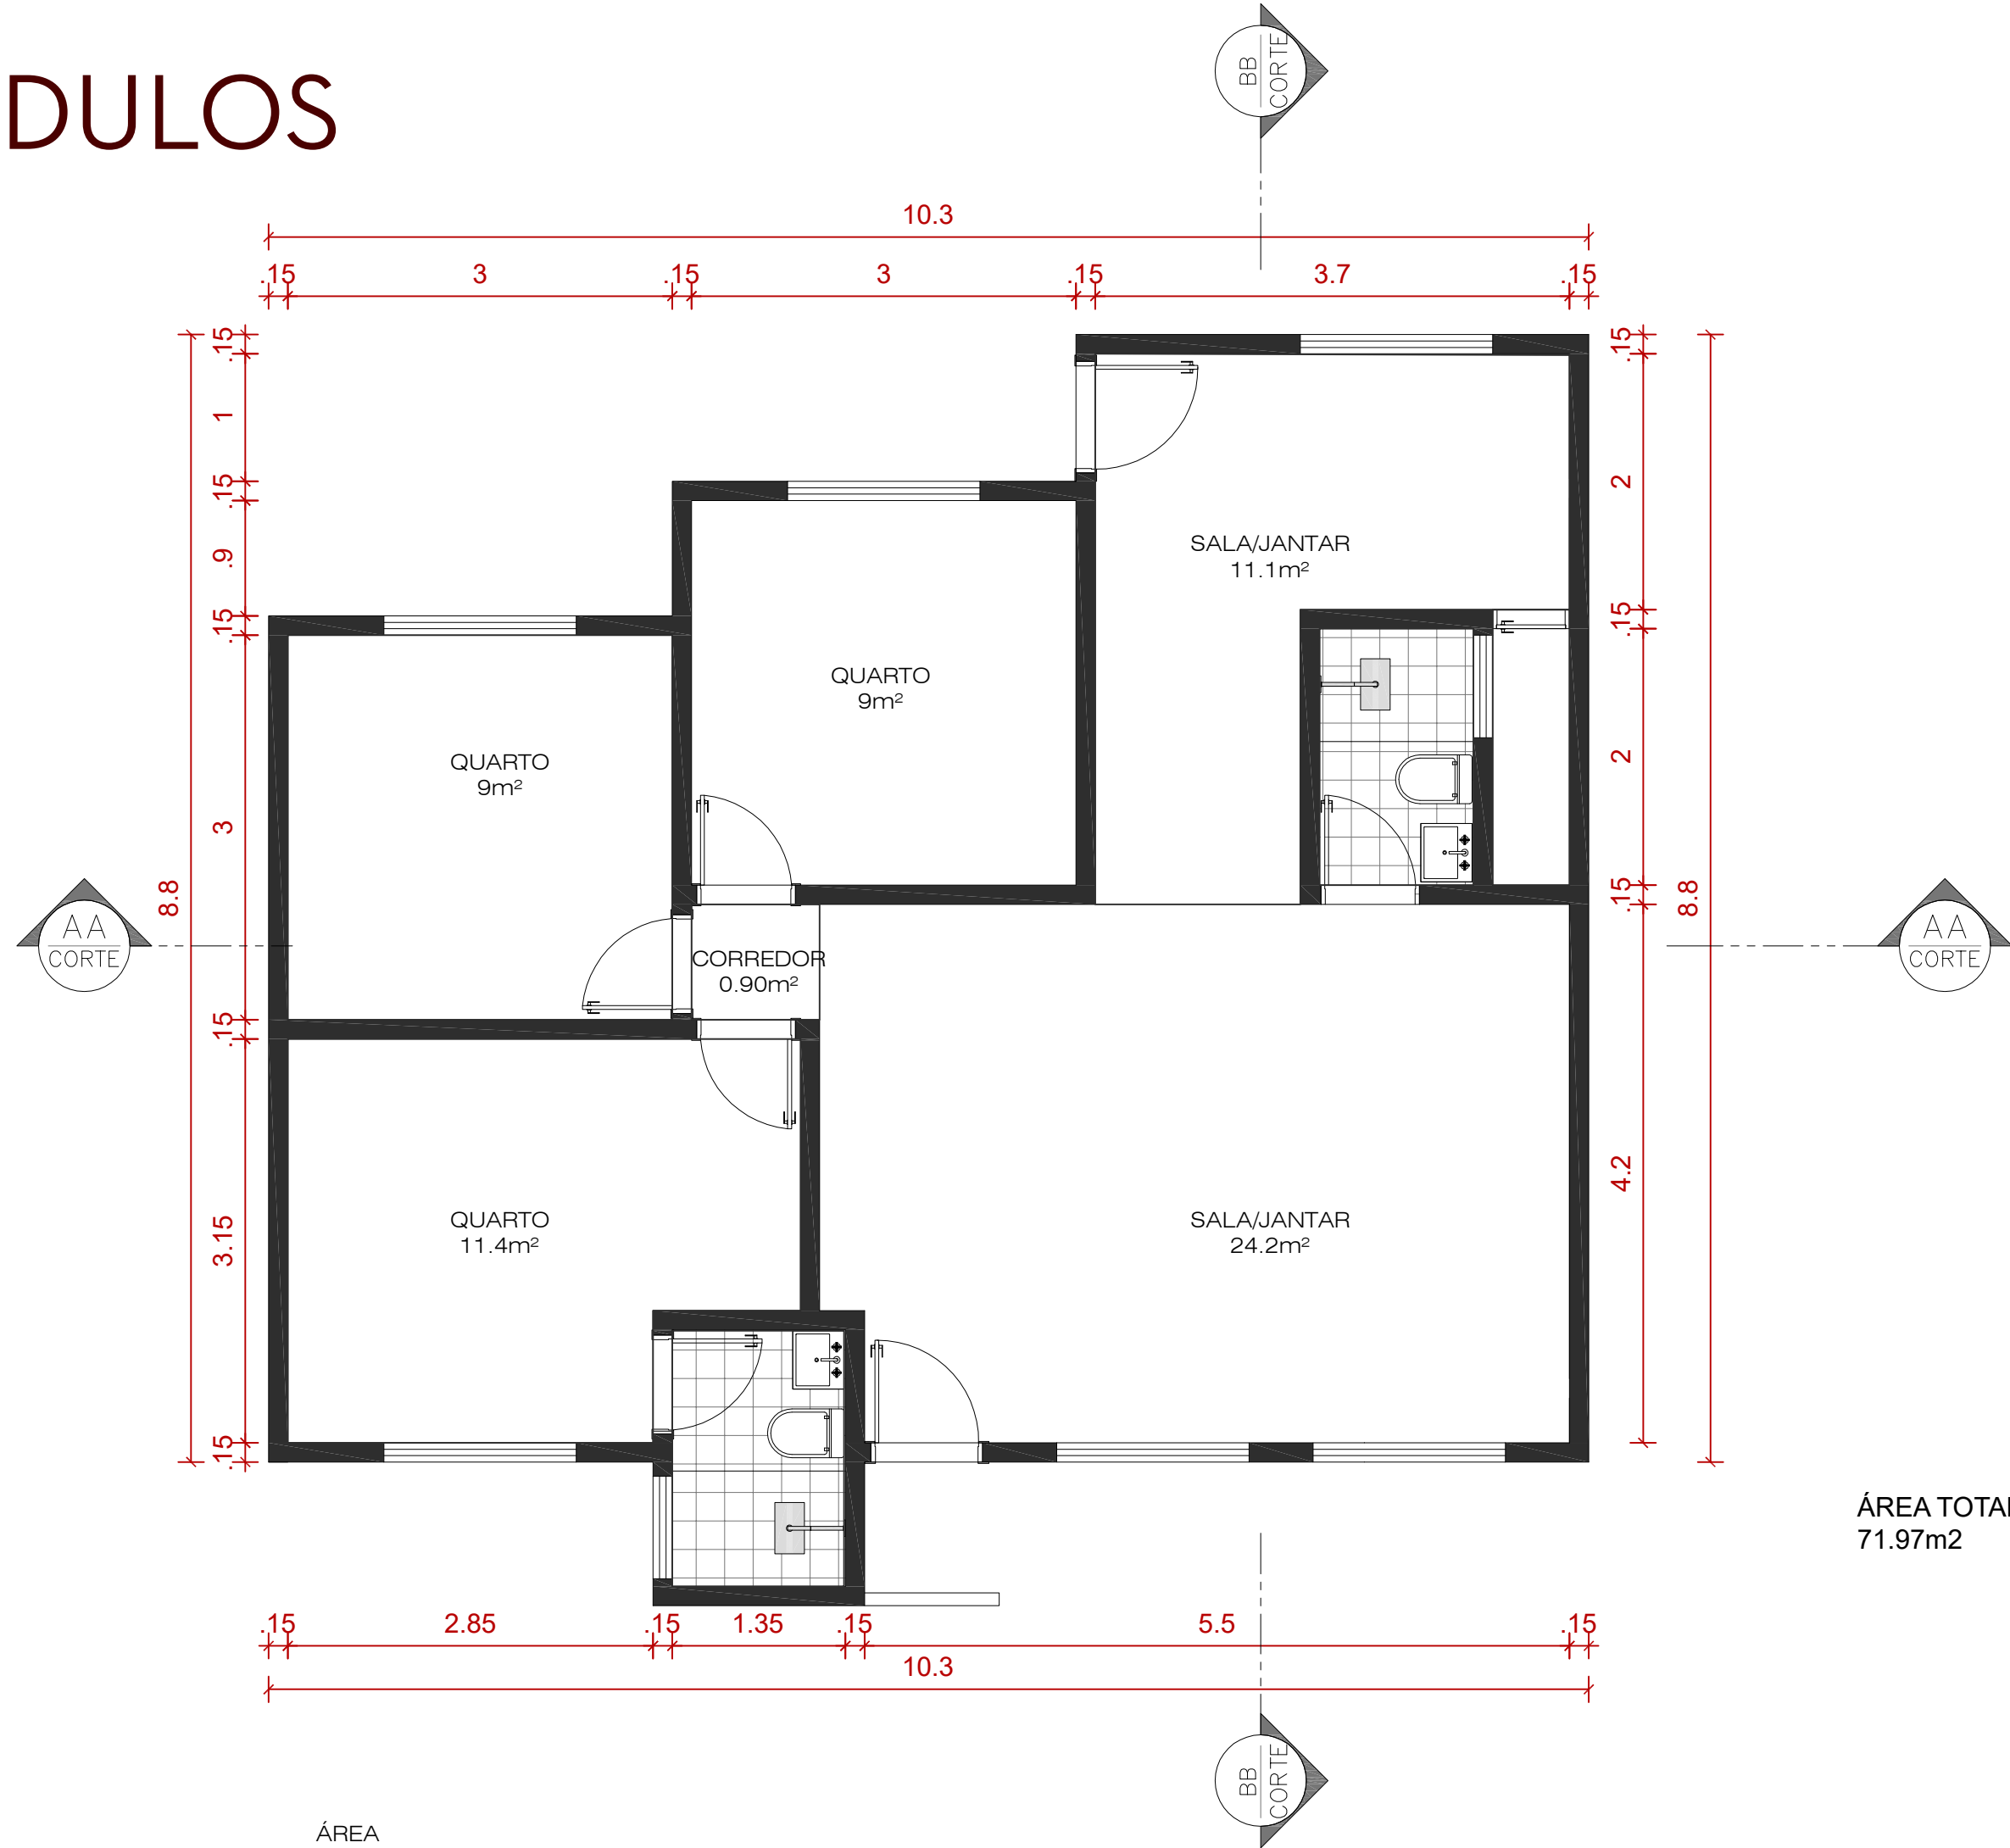 DULOS
BB
CORTE
10.3
.15 3 .15 3 .15 3.7 .15
.15
1
.15
.9
.15
3
.15
3.15
.15
8.8
.15
2
.15
2
.15
4.2
8.8
SALA/JANTAR
11.1m²
QUARTO
9m²
QUARTO
9m²
AA
CORTE
CORREDOR
0.90m²
AA
CORTE
QUARTO
11.4m²
SALA/JANTAR
24.2m²
ÁREA TOTAL
71.97m2
.15 2.85 .15 1.35 .15 5.5 .15
10.3
BB
CORTE
ÁREA